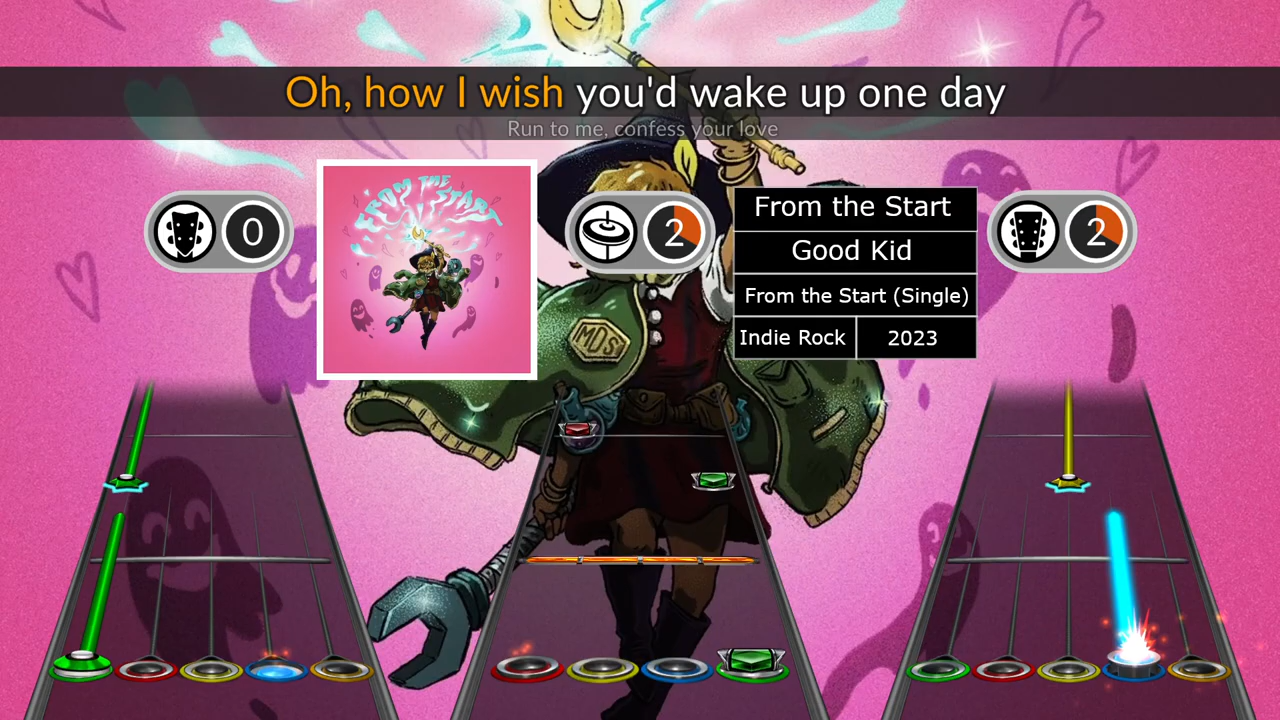 Oh, how I wish you'd wake up one day
Run to me, confess your love
0
FROM THE START
2
From the Start
Good Kid
From the Start (Single)
Indie Rock
2023
2
MDS